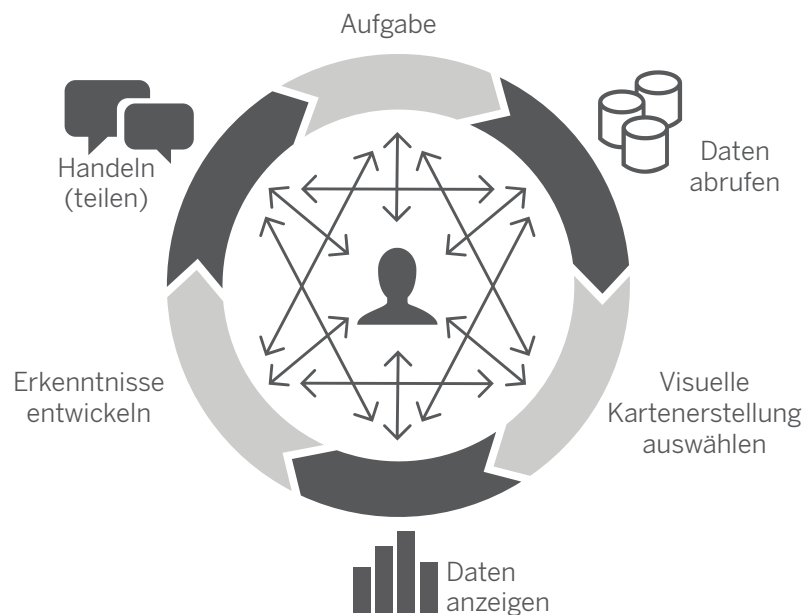 Aufgabe
Daten
abrufen
Visuelle
Kartenerstellung
auswählen
Daten
anzeigen
Erkenntnisse
entwickeln
Handeln
(teilen)